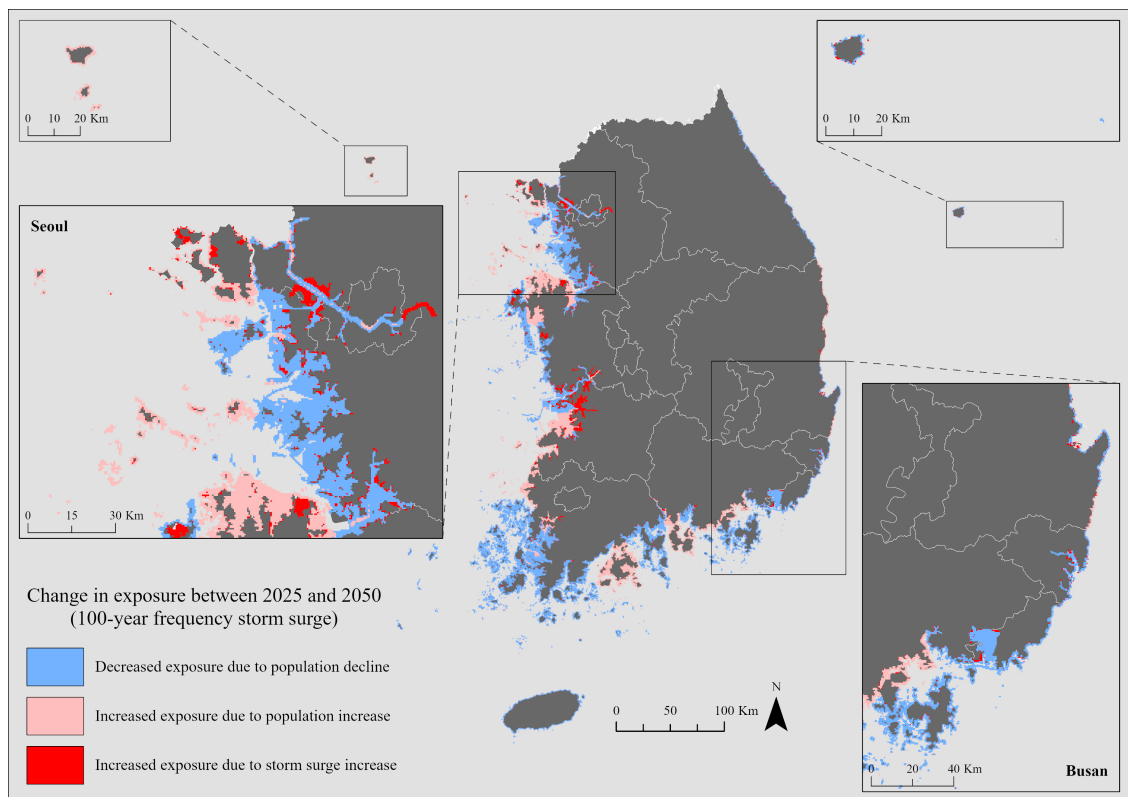 0 10 20 Km
0 10 20 Km
Seoul
0 15 30 Km
Change in exposure between 2025 and 2050
(100-year frequency storm surge)
Decreased exposure due to population decline
Increased exposure due to population increase
Increased exposure due to storm surge increase
0 50 100 Km
N
0 20 40 Km
Busan